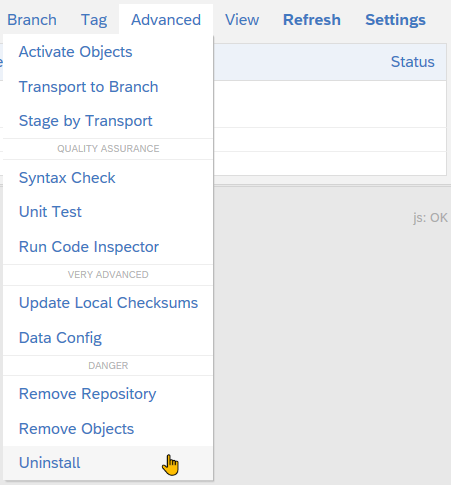 Branch Tag Advanced View Refresh Settings
Status
Activate Objects
Transport to Branch
Stage by Transport
QUALITY ASSURANCE
Syntax Check
Unit Test
js: OK
Run Code Inspector
VERY ADVANCED
Update Local Checksums
Data Config
DANGER
Remove Repository
Remove Objects
Uninstall